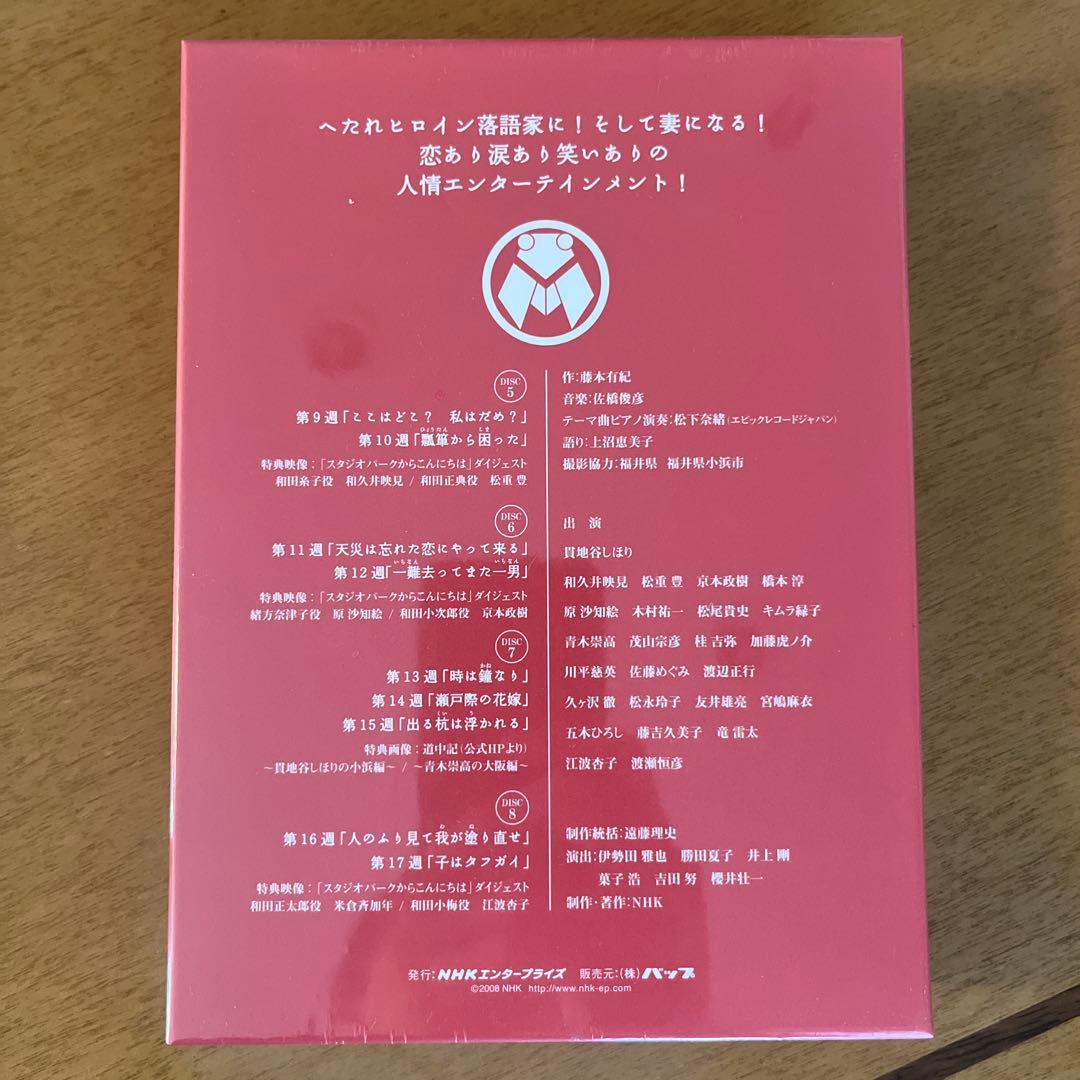 へたれヒロイン落語家に！そして妻になる！
恋あり涙あり笑いありの
人情エンターテインメント！
DISC
5
第9週「ここはどこ？　私はだめ？」
ひょうたん　こま
第10週「瓢箪から困った」
特典映像：「スタジオパークからこんにちは」ダイジェスト
和田糸子役　和久井映見 / 和田正典役　松重 豊
DISC
6
第11週「天災は忘れた恋にやって来る」
いちなん　いちなん
第12週「一難去ってまた一男」
特典映像：「スタジオパークからこんにちは」ダイジェスト
緒方奈津子役　原 沙知絵 / 和田小次郎役　京本政樹
DISC
7
かね
第13週「時は鐘なり」
第14週「瀬戸際の花嫁」
くい　う
第15週「出る杭は浮かれる」
特典画像：道中記(公式HPより)
～貫地谷しほりの小浜編～ / ～青木崇高の大阪編～
DISC
8
わ　ぬ
第16週「人のふり見て我が塗り直せ」
第17週「子はタフガイ」
特典映像：「スタジオパークからこんにちは」ダイジェスト
和田正太郎役　米倉斉加年 / 和田小梅役　江波杏子
作：藤本有紀
音楽：佐橋俊彦
テーマ曲ピアノ演奏：松下奈緒(エピックレコードジャパン)
語り：上沼恵美子
撮影協力：福井県　福井県小浜市
出　演
貫地谷しほり
和久井映見　松重 豊　京本政樹　橋本 淳
原 沙知絵　木村祐一　松尾貴史　キムラ緑子
青木崇高　茂山宗彦　桂 吉弥　加藤虎ノ介
川平慈英　佐藤めぐみ　渡辺正行
久ヶ沢 徹　松永玲子　友井雄亮　宮嶋麻衣
五木ひろし　藤吉久美子　竜 雷太
江波杏子　渡瀬恒彦
制作統括：遠藤理史
演出：伊勢田 雅也　勝田夏子　井上 剛
菓子 浩　吉田 努　櫻井壮一
制作・著作：NHK
発行：NHKエンタープライズ　販売元：(株)バップ
©2008 NHK　http://www.nhk-ep.com